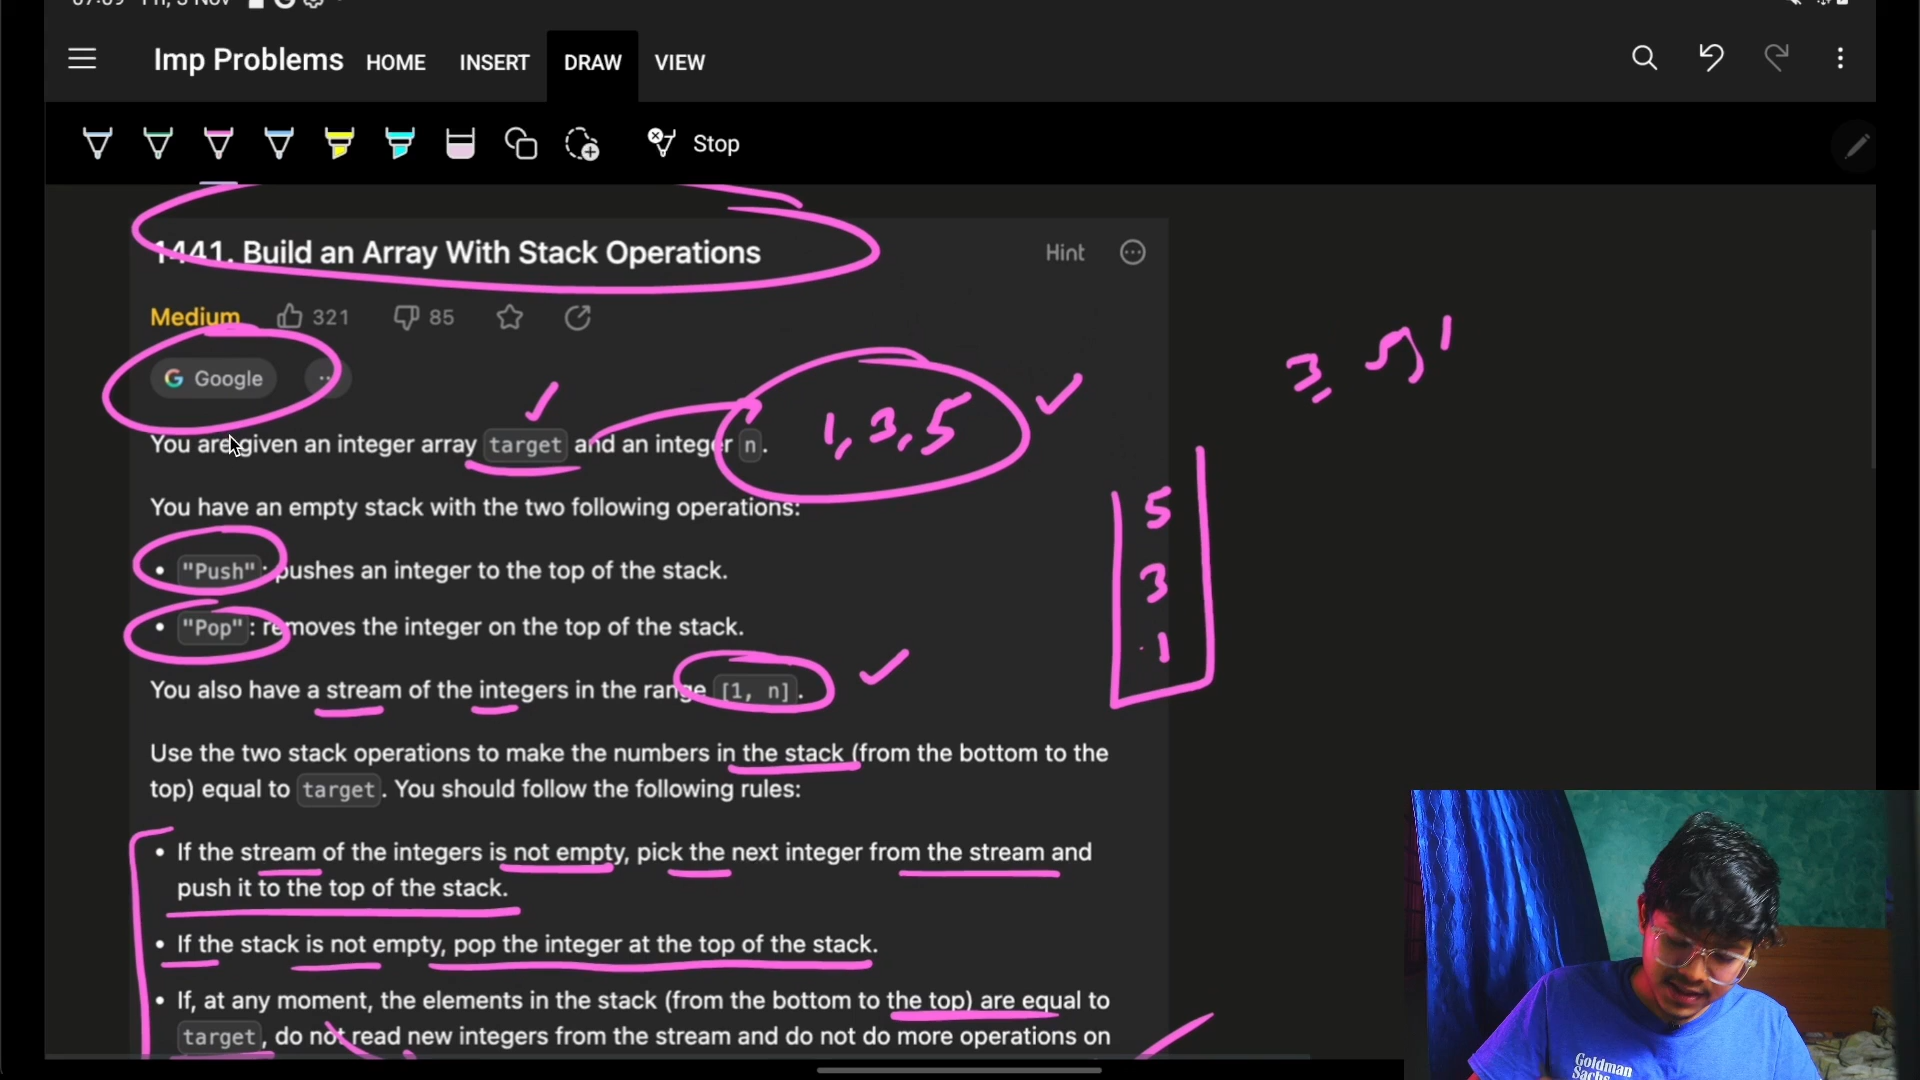 Imp Problems HOME INSERT DRAW VIEW
Stop
1441. Build an Array With Stack Operations
Hint
Medium 321 85
Google
1, 3, 5
3
You are given an integer array target and an integer n.
You have an empty stack with the two following operations:
• "Push": pushes an integer to the top of the stack.
• "Pop": removes the integer on the top of the stack.
You also have a stream of the integers in the range [1, n].
5
3
1
Use the two stack operations to make the numbers in the stack (from the bottom to the
top) equal to target. You should follow the following rules:
• If the stream of the integers is not empty, pick the next integer from the stream and
push it to the top of the stack.
• If the stack is not empty, pop the integer at the top of the stack.
• If, at any moment, the elements in the stack (from the bottom to the top) are equal to
target, do not read new integers from the stream and do not do more operations on
Goldman
Sachs